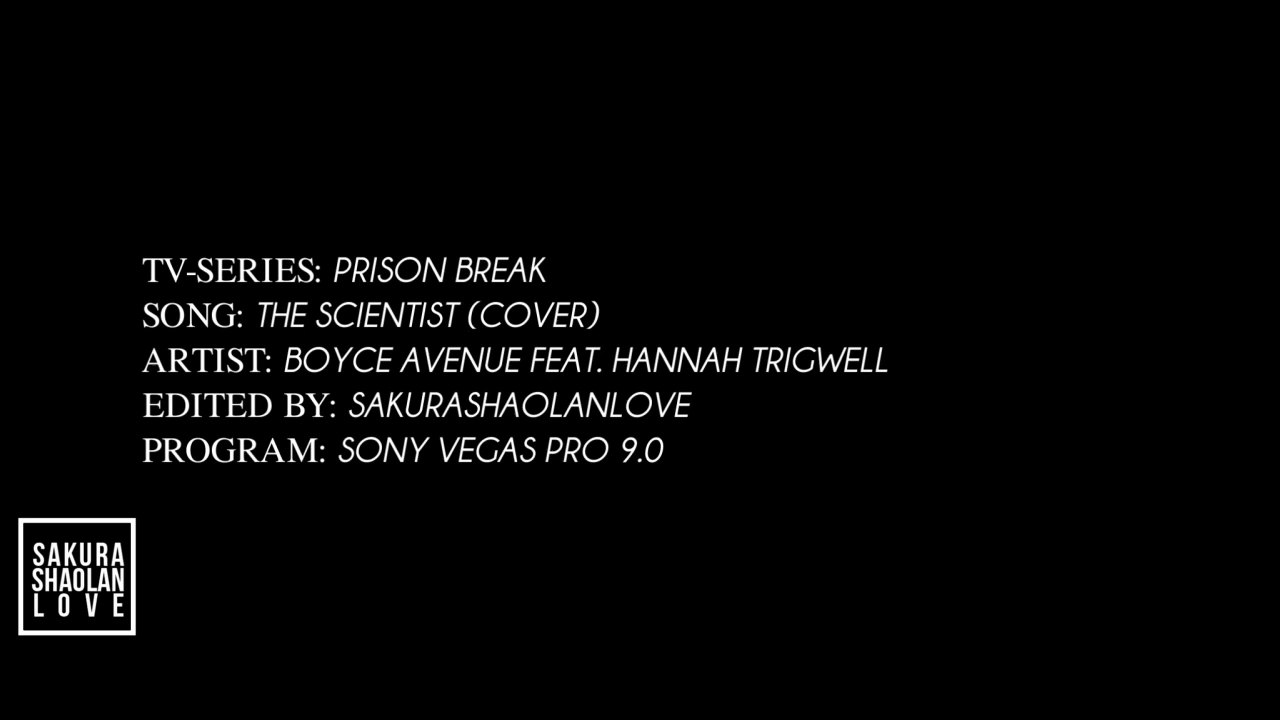 TV-SERIES: PRISON BREAK
SONG: THE SCIENTIST (COVER)
ARTIST: BOYCE AVENUE FEAT. HANNAH TRIGWELL
EDITED BY: SAKURASHAOLANLOVE
PROGRAM: SONY VEGAS PRO 9.0
SAKURA
SHAOLAN
LOVE